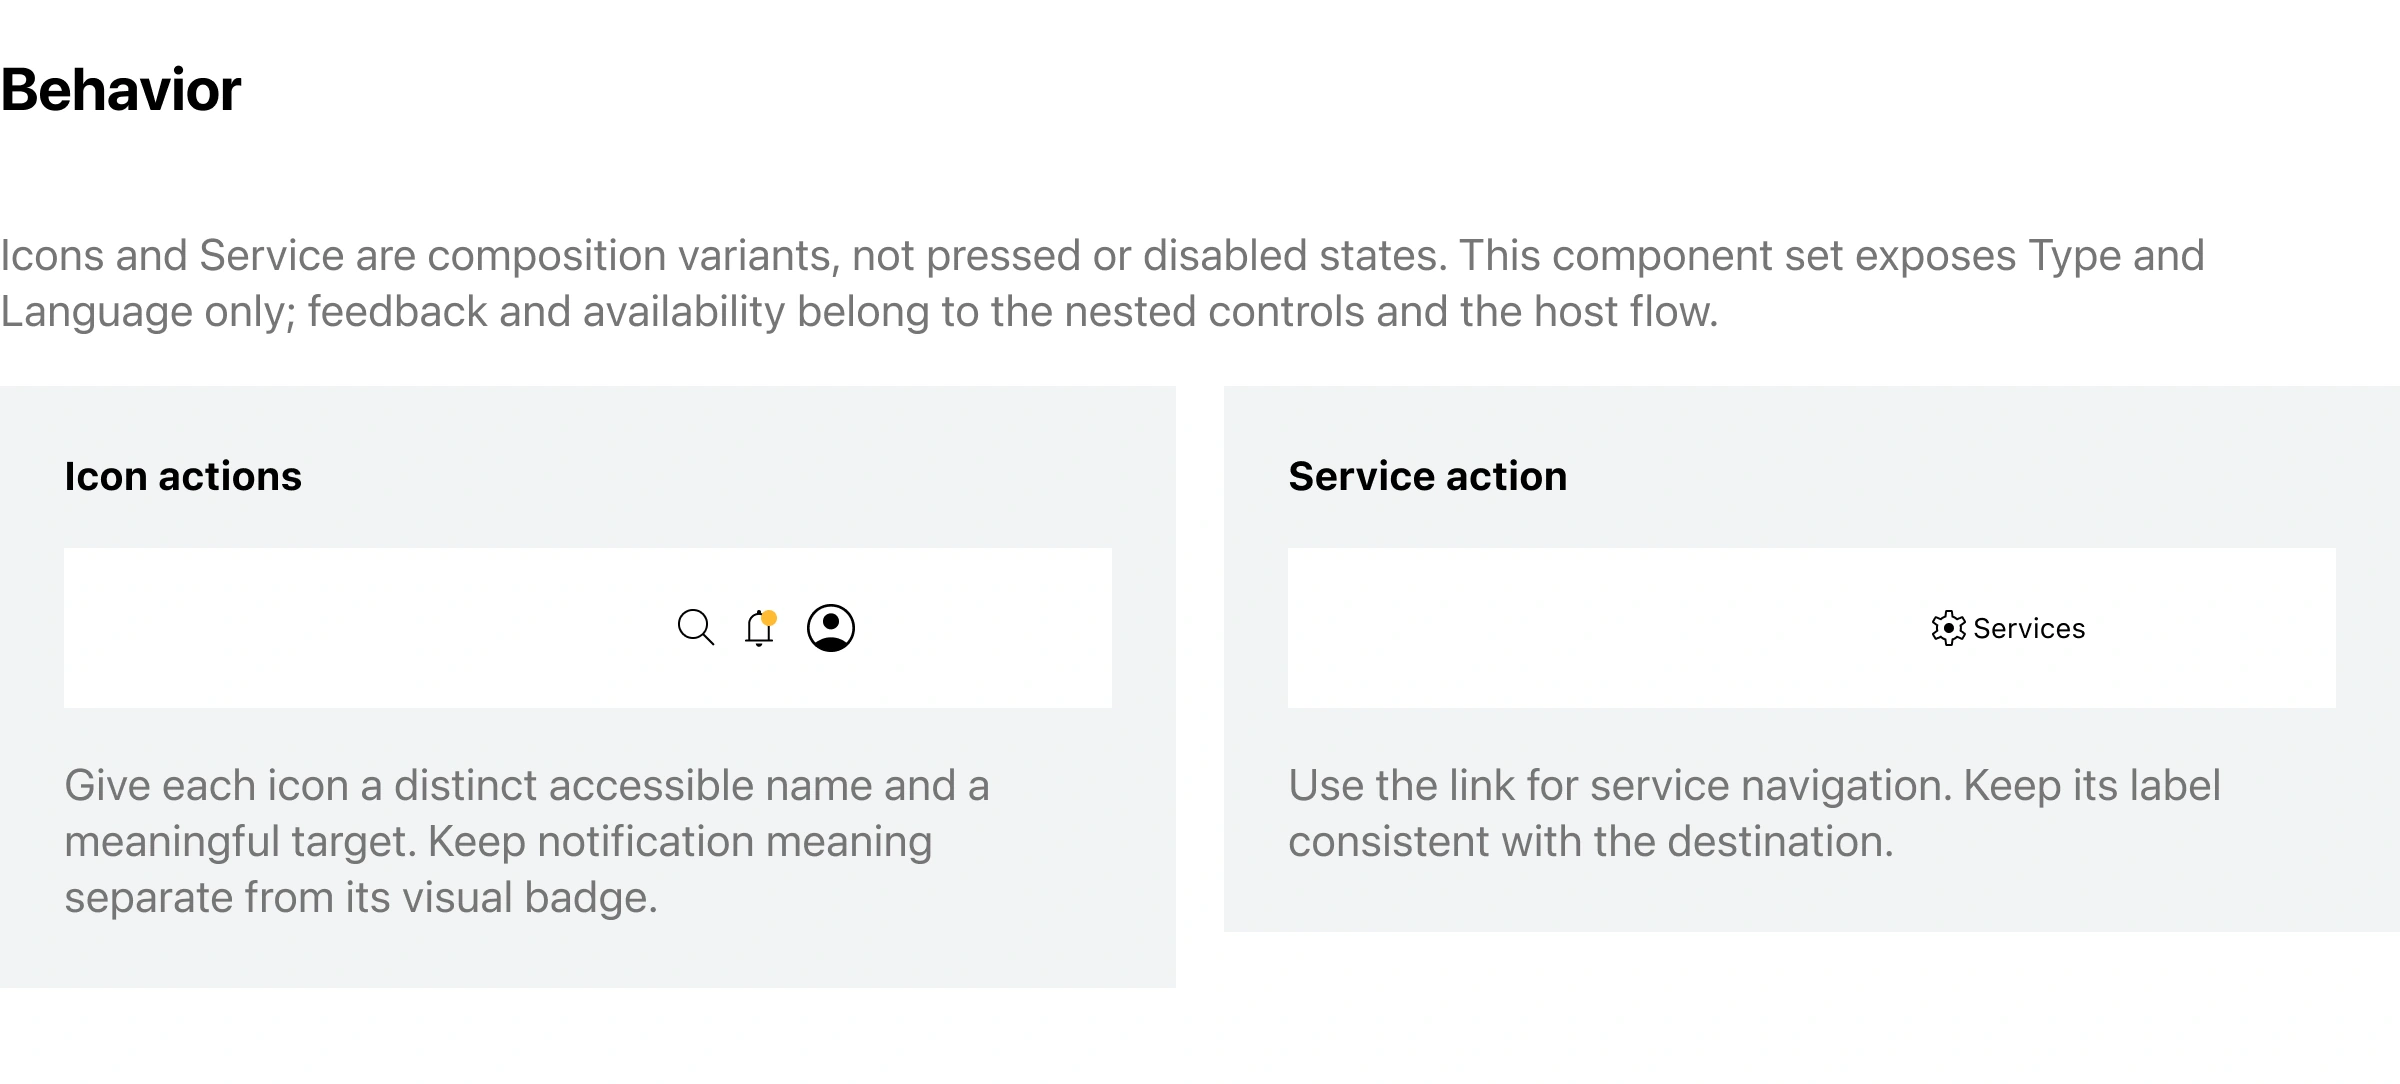 Behavior
Icons and Service are composition variants, not pressed or disabled states. This component set exposes Type and
Language only; feedback and availability belong to the nested controls and the host flow.
Icon actions
Give each icon a distinct accessible name and a
meaningful target. Keep notification meaning
separate from its visual badge.
Service action
Services
Use the link for service navigation. Keep its label
consistent with the destination.